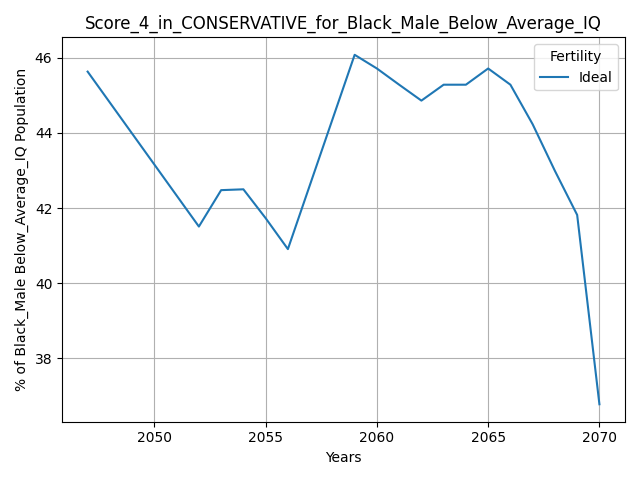 Score_4_in_CONSERVATIVE_for_Black_Male_Below_Average_IQ
Fertility
Ideal
46
44
42
40
38
% of Black_Male Below_Average_IQ Population
2050 2055 2060 2065 2070
Years